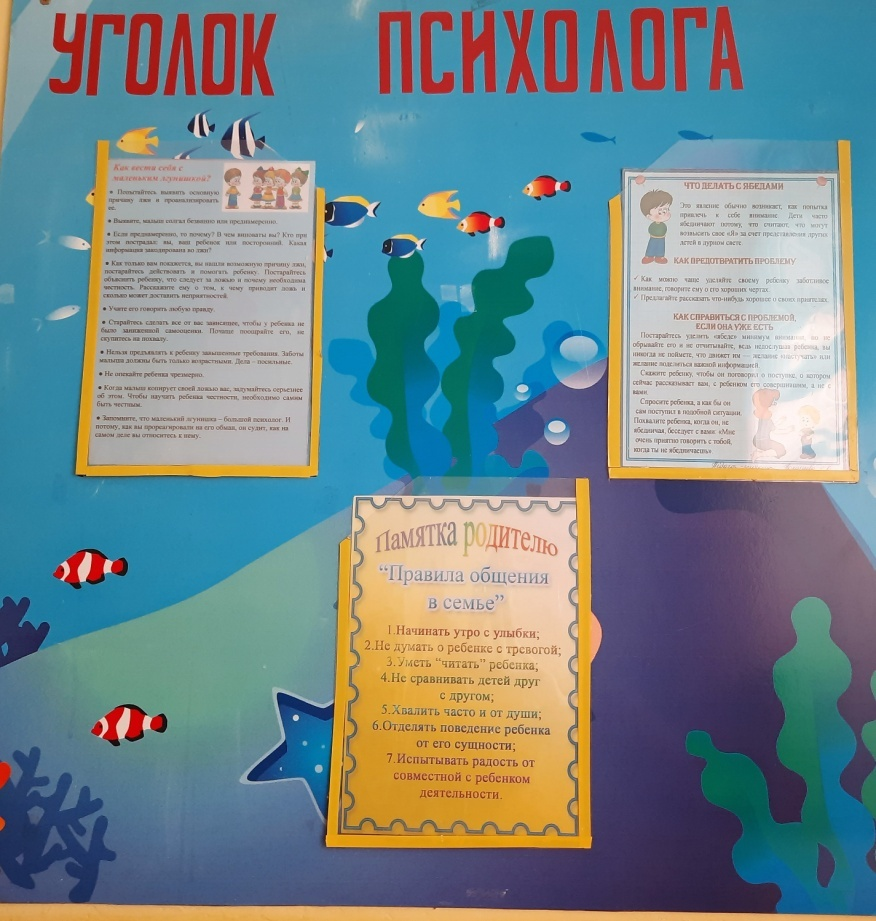 УГОЛОК ПСИХОЛОГА
Как вести себя с
маленьким лгунишкой?
● Попытайтесь выявить основную
причину лжи и проанализировать
ее.
● Выявите, малыш солгал безвинно или преднамеренно.
● Если преднамеренно, то почему? В чем виноваты вы? Кто при
этом пострадал: вы, ваш ребенок или посторонний. Какая
информация закодирована во лжи?
● Как только вам покажется, вы нашли возможную причину лжи,
постарайтесь действовать и помогать ребенку. Постарайтесь
объяснить ребенку, что следует за ложью и почему необходима
честность. Расскажите ему о том, к чему приводит ложь и
сколько может доставить неприятностей.
● Учите его говорить любую правду.
● Старайтесь сделать все от вас зависящее, чтобы у ребенка не
было заниженной самооценки. Почаще поощряйте его, не
скупитесь на похвалу.
● Нельзя предъявлять к ребенку завышенные требования. Заботы
малыша должны быть только возрастными. Дела – посильные.
● Не опекайте ребенка чрезмерно.
● Когда малыш копирует своей ложью вас, задумайтесь серьезнее
об этом. Чтобы научить ребенка честности, необходимо самим
быть честным.
● Запомните, что маленький лгунишка – большой психолог. И
потому, как вы прореагировали на его обман, он судит, как на
самом деле вы относитесь к нему.
ЧТО ДЕЛАТЬ С ЯБЕДАМИ
Это явление обычно возникает, как попытка
привлечь к себе внимание. Дети часто
ябедничают потому, что считают, что могут
возвысить свое «Я» за счет представления других
детей в дурном свете.
КАК ПРЕДОТВРАТИТЬ ПРОБЛЕМУ
✓ Как можно чаще уделяйте своему ребенку заботливое
внимание, говорите ему о его хороших чертах.
✓ Предлагайте рассказать что-нибудь хорошее о своих приятелях.
КАК СПРАВИТЬСЯ С ПРОБЛЕМОЙ,
ЕСЛИ ОНА УЖЕ ЕСТЬ
Постарайтесь уделить «ябеде» минимум внимания, но не
обрывайте его и не отчитывайте, ведь недослушав ребенка, вы
никогда не поймете, что движет им — желание «настучать» или
желание поделиться важной информацией.
Скажите ребенку, чтобы он поговорил о поступке, о котором
сейчас рассказывает вам, с ребенком его совершившим, а не с
вами.
Спросите ребенка, а как бы он
сам поступил в подобной ситуации.
Похвалите ребенка, когда он, не
ябедничая, беседует с вами: «Мне
очень приятно говорить с тобой,
когда ты не ябедничаешь»
Памятка родителю
“Правила общения
в семье”
1.Начинать утро с улыбки;
2.Не думать о ребенке с тревогой;
3.Уметь “читать” ребенка;
4.Не сравнивать детей друг
с другом;
5.Хвалить часто и от души;
6.Отделять поведение ребенка
от его сущности;
7.Испытывать радость от
совместной с ребенком
деятельности.